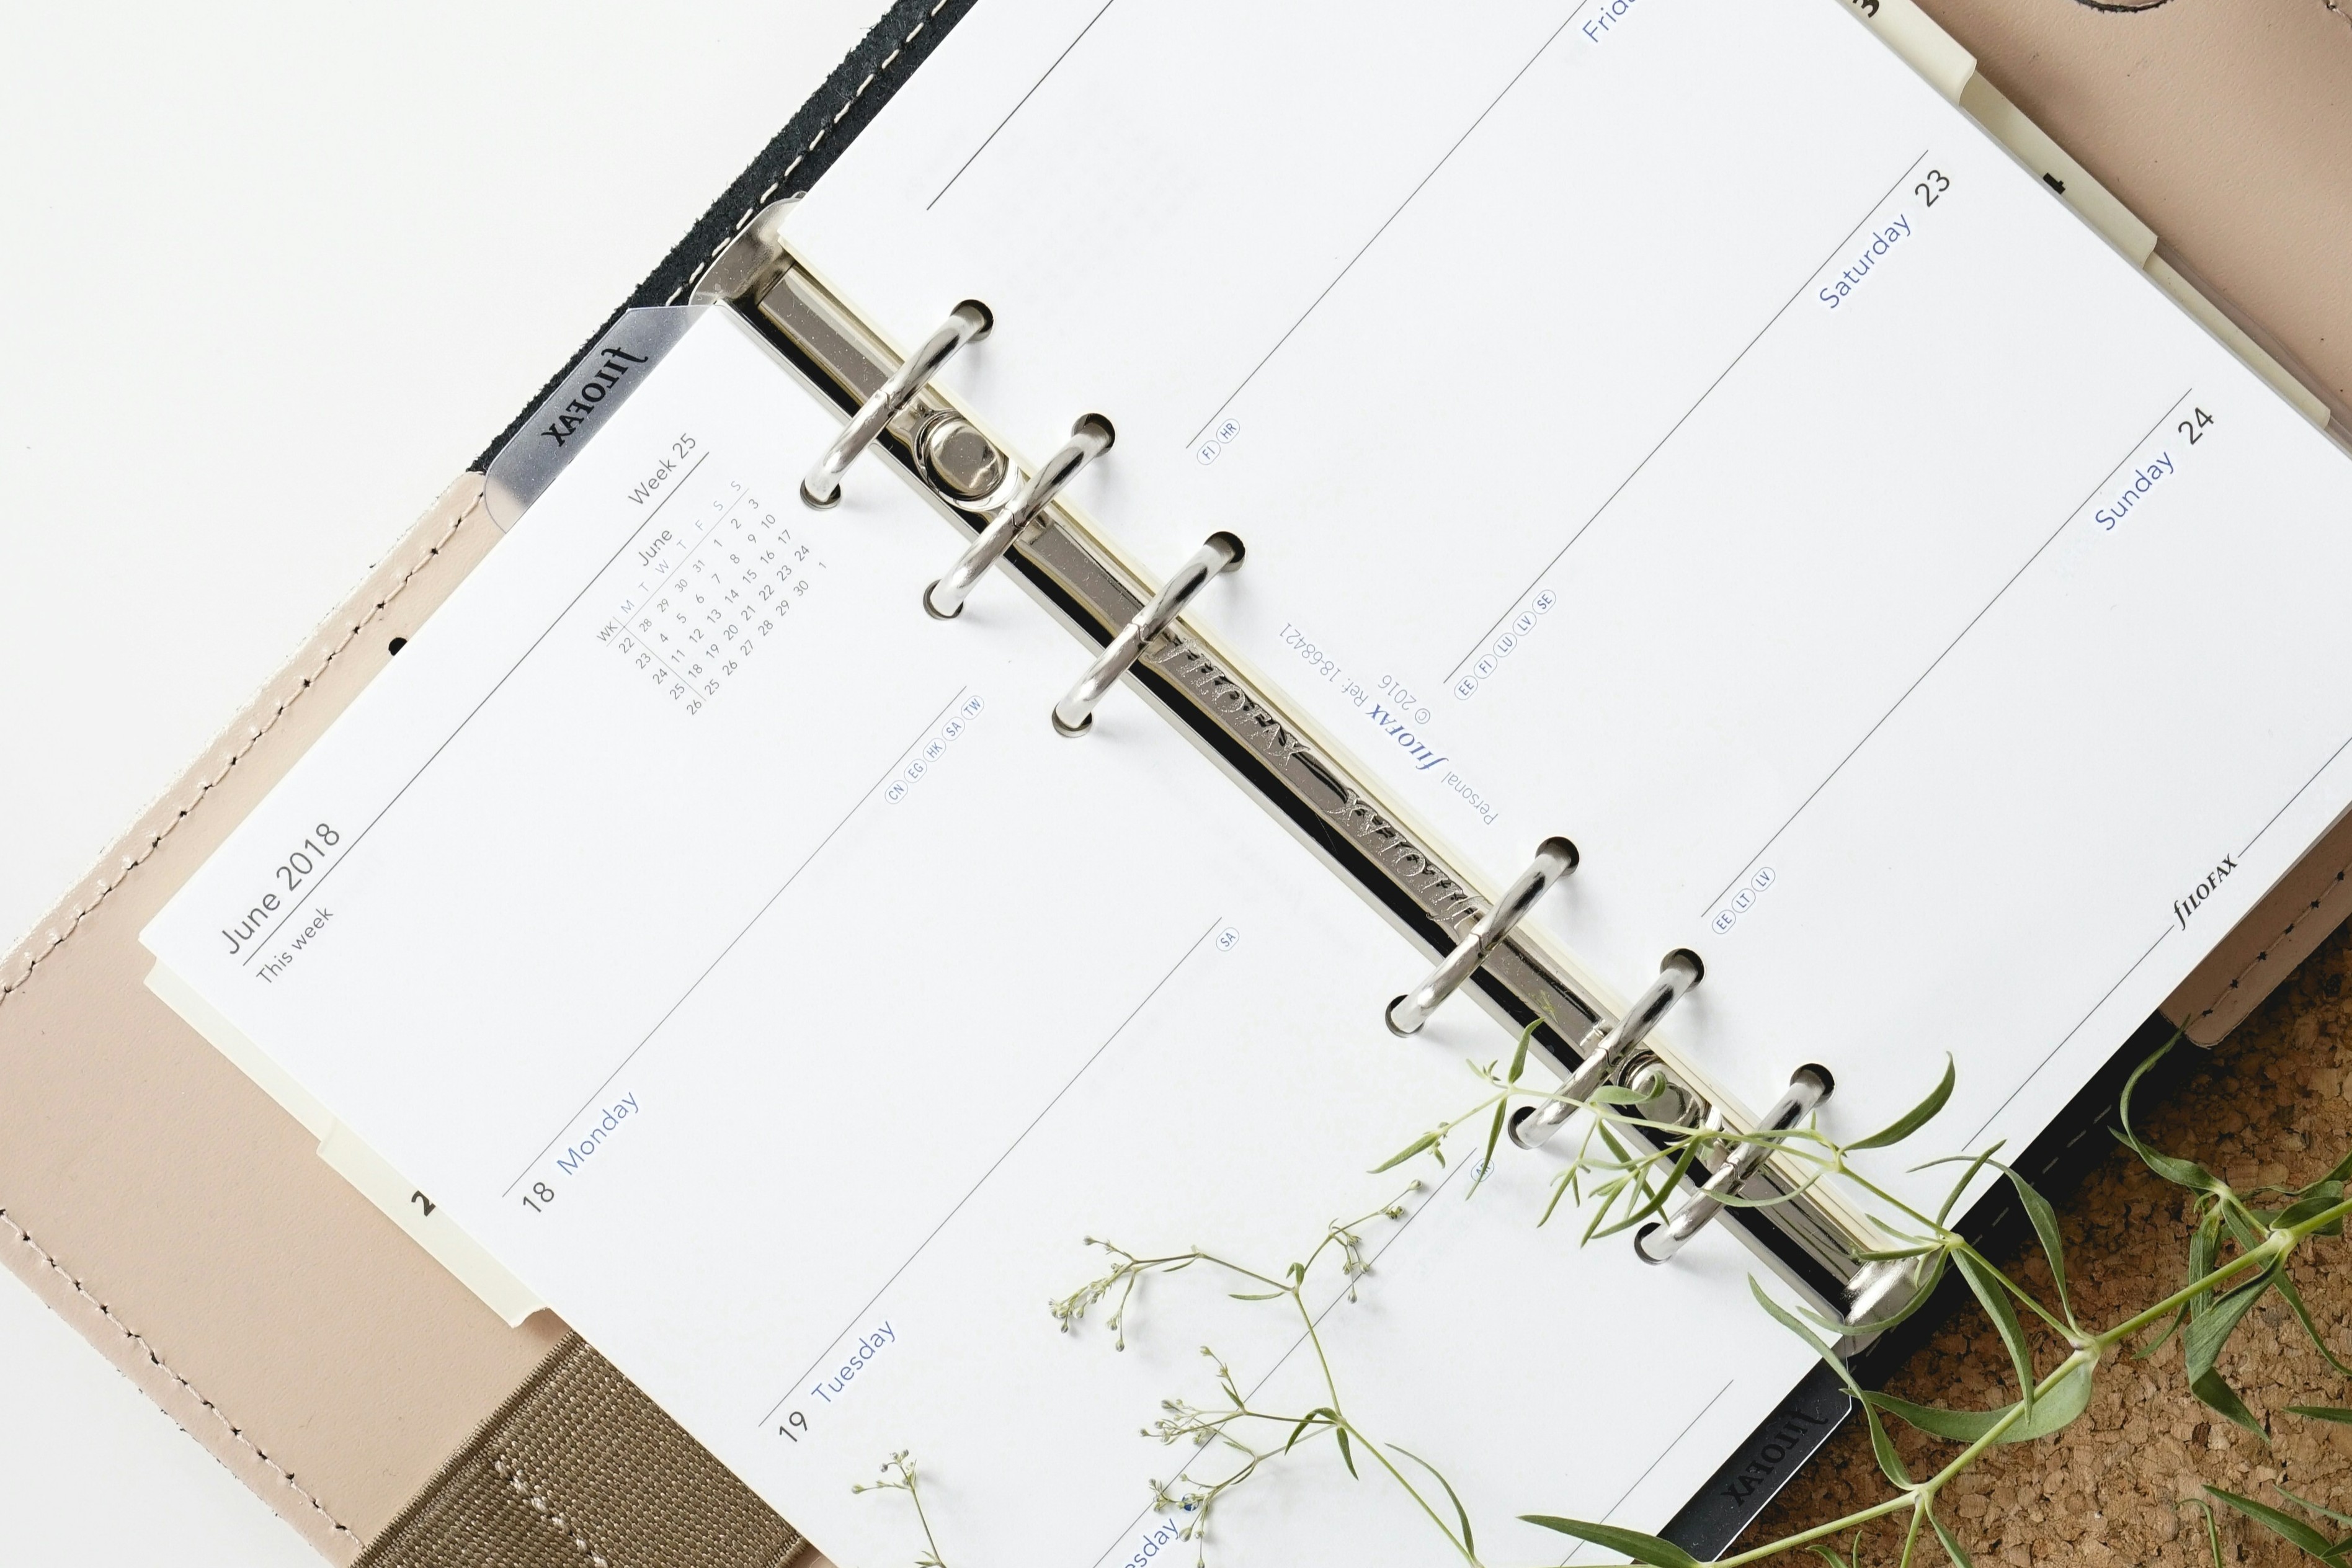 fILOFAX
June 2018
Week 25
This week
June
WK M T W T F S S
22 28 29 30 31 1 2 3
23 4 5 6 7 8 9 10
24 11 12 13 14 15 16 17
25 18 19 20 21 22 23 24
26 25 26 27 28 29 30 1
CN EG HK SA TW
18 Monday
SA
19 Tuesday
esday
2
fILOFAX
fILOFAX
Frid
FI HR
Saturday 23
EE FI LU LV SE
Sunday 24
EE LT LV
Personal fILOFAX Ref: 18-68421
© 2016
fILOFAX
3
4
fILOFAX